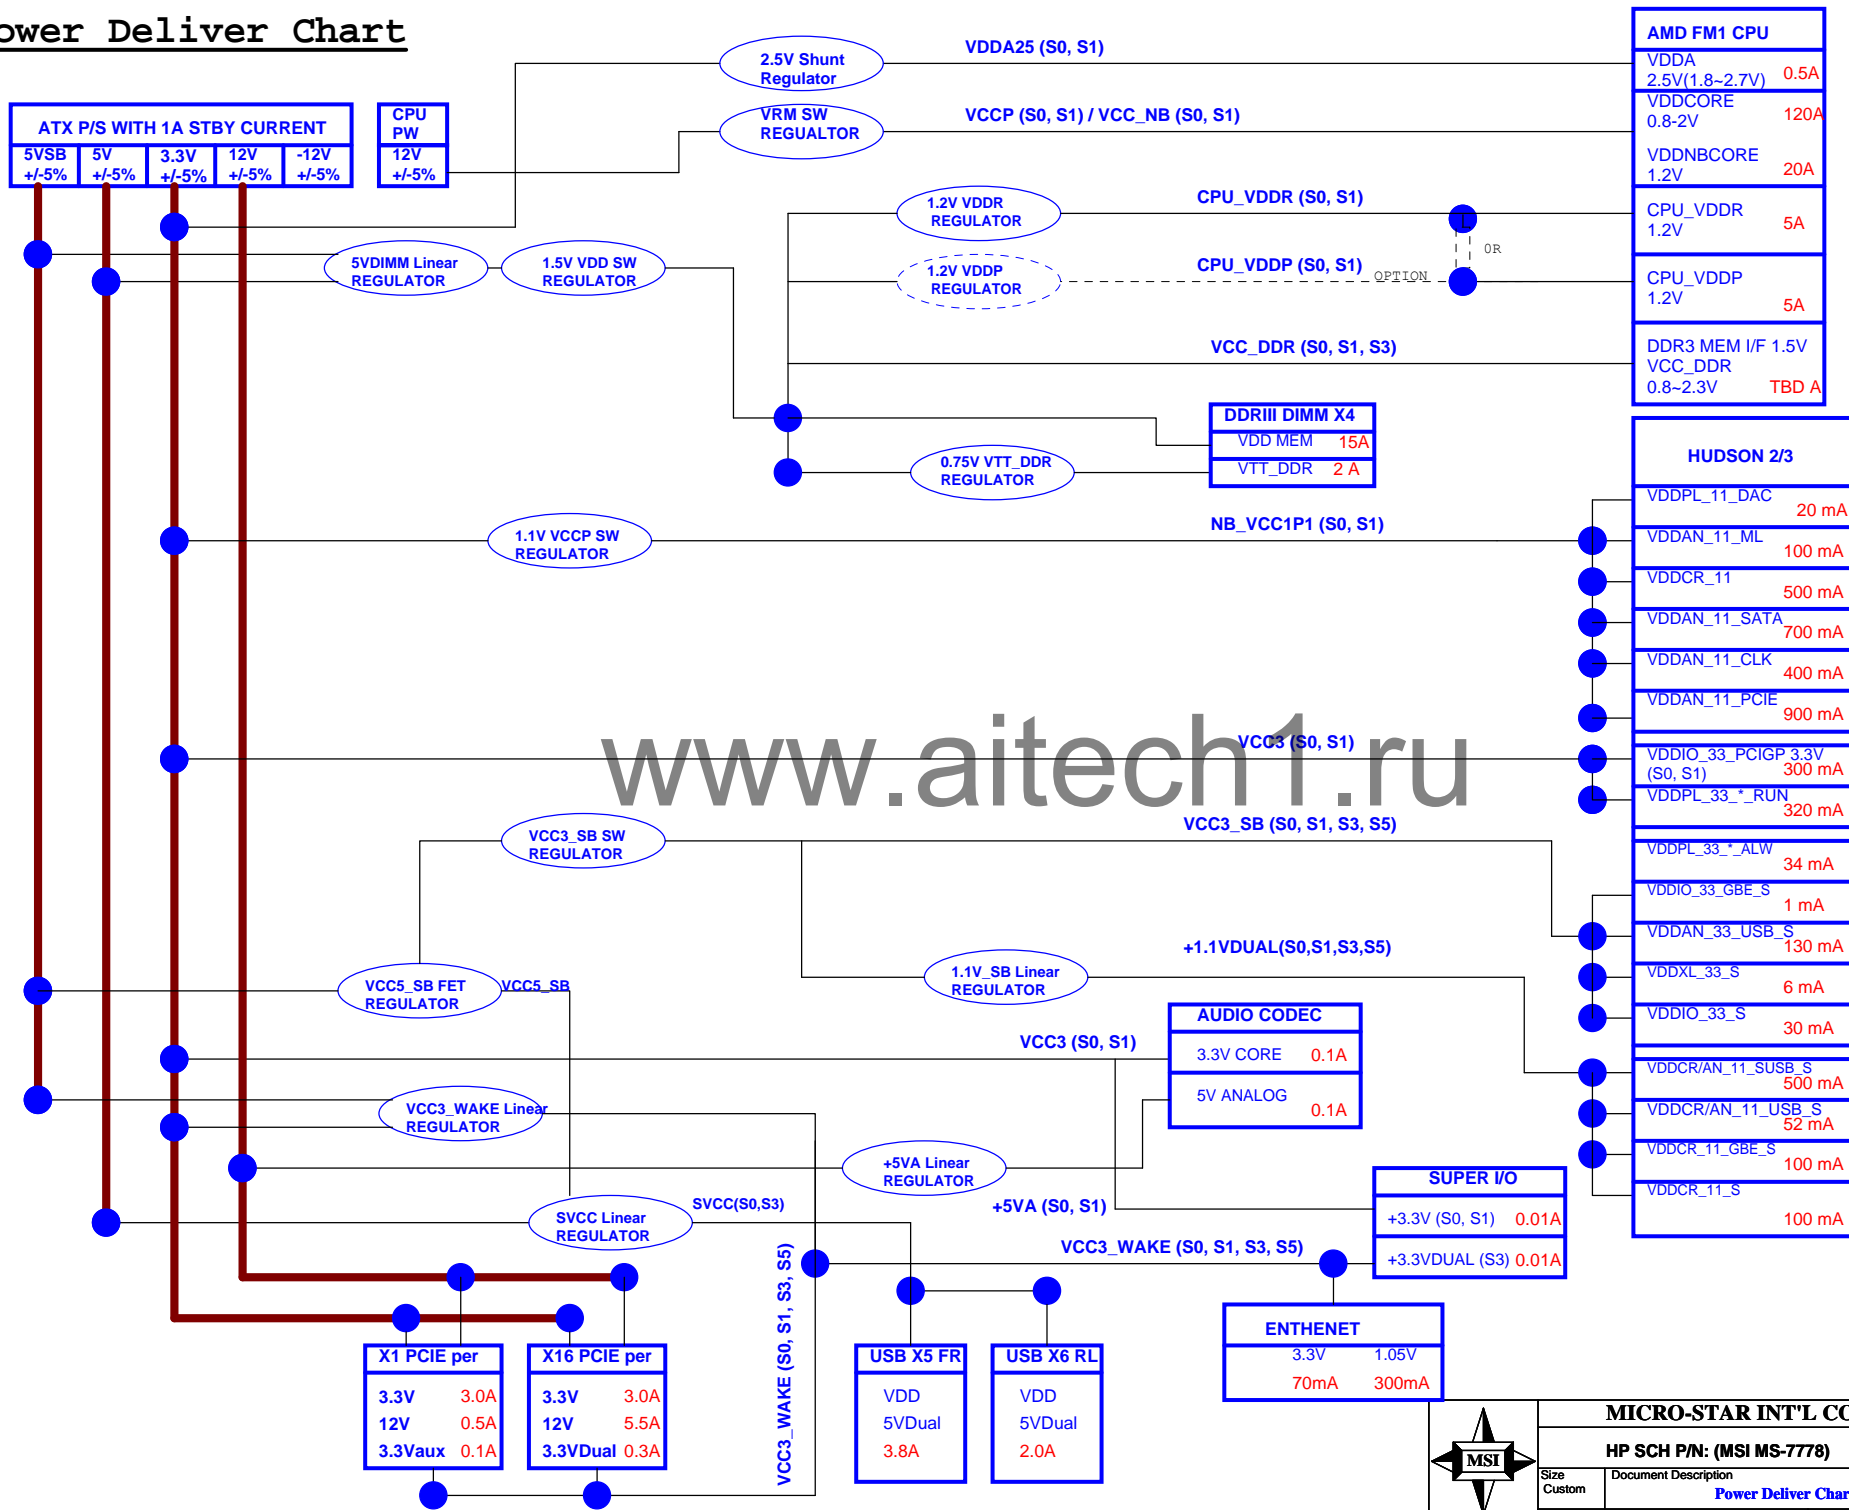 ower Deliver Chart
ATX P/S WITH 1A STBY CURRENT
5VSB
+/-5%
5V
+/-5%
3.3V
+/-5%
12V
+/-5%
-12V
+/-5%
CPU
PW
12V
+/-5%
2.5V Shunt
Regulator
VDDA25 (S0, S1)
VRM SW
REGUALTOR
VCCP (S0, S1) / VCC_NB (S0, S1)
AMD FM1 CPU
VDDA
2.5V(1.8~2.7V) 0.5A
VDDCORE
0.8-2V 120A
VDDNBCORE
1.2V 20A
CPU_VDDR
1.2V 5A
CPU_VDDP
1.2V 5A
DDR3 MEM I/F 1.5V
VCC_DDR
0.8~2.3V TBD A
5VDIMM Linear
REGULATOR
1.5V VDD SW
REGULATOR
1.2V VDDR
REGULATOR
CPU_VDDR (S0, S1)
1.2V VDDP
REGULATOR
CPU_VDDP (S0, S1)
OPTION
0R
VCC_DDR (S0, S1, S3)
DDRIII DIMM X4
VDD MEM 15A
VTT_DDR 2 A
0.75V VTT_DDR
REGULATOR
1.1V VCCP SW
REGULATOR
NB_VCC1P1 (S0, S1)
HUDSON 2/3
VDDPL_11_DAC
20 mA
VDDAN_11_ML
100 mA
VDDCR_11
500 mA
VDDAN_11_SATA
700 mA
VDDAN_11_CLK
400 mA
VDDAN_11_PCIE
900 mA
VDDIO_33_PCIGP 3.3V
(S0, S1) 300 mA
VDDPL_33_*_RUN
320 mA
VDDPL_33_*_ALW
34 mA
VDDIO_33_GBE_S
1 mA
VDDAN_33_USB_S
130 mA
VDDXL_33_S
6 mA
VDDIO_33_S
30 mA
VDDCR/AN_11_SUSB_S
500 mA
VDDCR/AN_11_USB_S
52 mA
VDDCR_11_GBE_S
100 mA
VDDCR_11_S
100 mA
www.aitech1.ru
VCC3 (S0, S1)
VCC3_SB SW
REGULATOR
VCC3_SB (S0, S1, S3, S5)
VCC5_SB FET
REGULATOR
VCC5_SB
1.1V_SB Linear
REGULATOR
+1.1VDUAL(S0,S1,S3,S5)
VCC3 (S0, S1)
AUDIO CODEC
3.3V CORE 0.1A
5V ANALOG
0.1A
VCC3_WAKE Linear
REGULATOR
+5VA Linear
REGULATOR
+5VA (S0, S1)
SVCC Linear
REGULATOR
SVCC(S0,S3)
SUPER I/O
+3.3V (S0, S1) 0.01A
+3.3VDUAL (S3) 0.01A
VCC3_WAKE (S0, S1, S3, S5)
VCC3_WAKE (S0, S1, S3, S5)
X1 PCIE per
3.3V 3.0A
12V 0.5A
3.3Vaux 0.1A
X16 PCIE per
3.3V 3.0A
12V 5.5A
3.3VDual 0.3A
USB X5 FR
VDD
5VDual
3.8A
USB X6 RL
VDD
5VDual
2.0A
ENTHENET
3.3V 1.05V
70mA 300mA
MSI
MICRO-STAR INT'L CO
HP SCH P/N: (MSI MS-7778)
Size
Custom
Document Description
Power Deliver Char